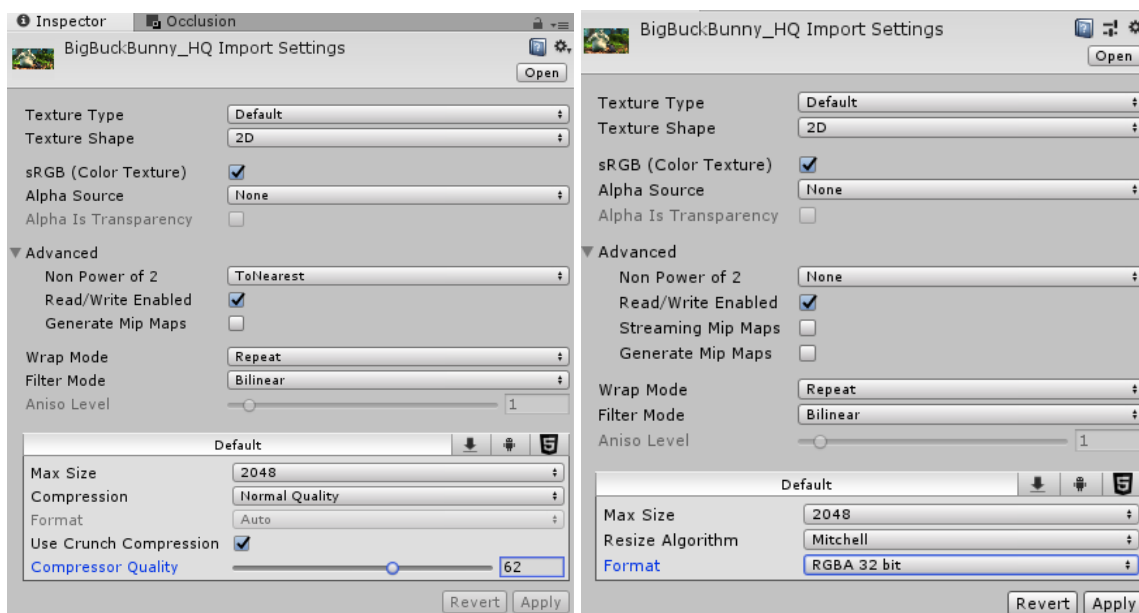 Inspector Occlusion
BigBuckBunny_HQ Import Settings
Open
Texture Type Default
Texture Shape 2D
sRGB (Color Texture)
Alpha Source None
Alpha Is Transparency
Advanced
Non Power of 2 ToNearest
Read/Write Enabled
Generate Mip Maps
Wrap Mode Repeat
Filter Mode Bilinear
Aniso Level 1
Default
Max Size 2048
Compression Normal Quality
Format Auto
Use Crunch Compression
Compressor Quality 62
Revert Apply
BigBuckBunny_HQ Import Settings
Open
Texture Type Default
Texture Shape 2D
sRGB (Color Texture)
Alpha Source None
Alpha Is Transparency
Advanced
Non Power of 2 None
Read/Write Enabled
Streaming Mip Maps
Generate Mip Maps
Wrap Mode Repeat
Filter Mode Bilinear
Aniso Level 1
Default
Max Size 2048
Resize Algorithm Mitchell
Format RGBA 32 bit
Revert Apply